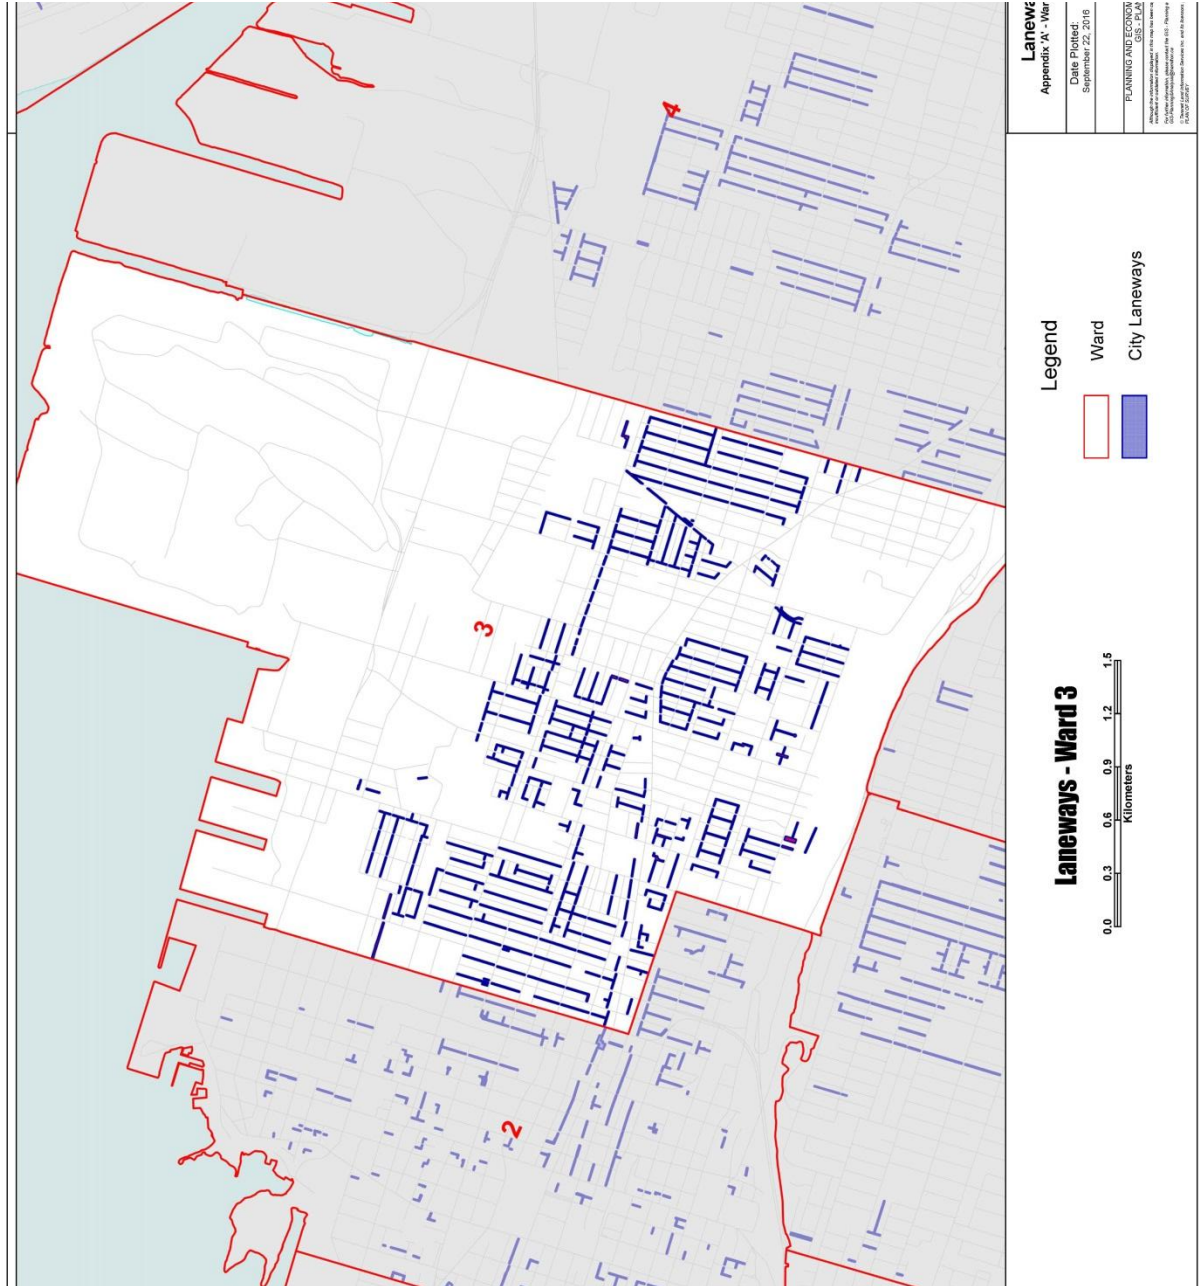 4
3
2
Legend
Ward
City Laneways
Laneways - Ward 3
0.0 0.3 0.6 0.9 1.2 1.5
Kilometers
Lanewa
Appendix 'A' - War
Date Plotted:
September 22, 2016
PLANNING AND ECONOM
GIS - PLAN